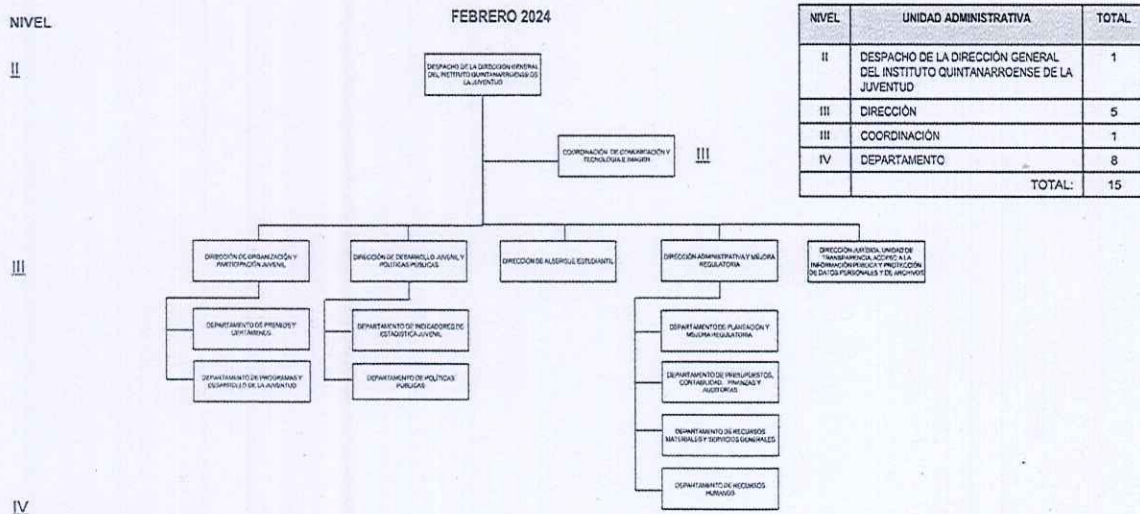 NIVEL
FEBRERO 2024
II
DESPACHO DE LA DIRECCIÓN GENERAL
DEL INSTITUTO QUINTANARROENSE DE
LA JUVENTUD
COORDINACIÓN DE COMUNICACIÓN Y
TECNOLOGÍA E IMAGEN
III
NIVEL UNIDAD ADMINISTRATIVA TOTAL
II DESPACHO DE LA DIRECCIÓN GENERAL 1
DEL INSTITUTO QUINTANARROENSE DE LA
JUVENTUD
III DIRECCIÓN 5
III COORDINACIÓN 1
IV DEPARTAMENTO 8
TOTAL: 15
III
DIRECCIÓN DE ORGANIZACIÓN Y
PARTICIPACIÓN JUVENIL
DIRECCIÓN DE DESARROLLO JUVENIL Y
POLÍTICAS PÚBLICAS
DIRECCIÓN DE ALBERGUE ESTUDIANTIL
DIRECCIÓN ADMINISTRATIVA Y MEJORA
REGULATORIA
DIRECCIÓN JURÍDICA, UNIDAD DE
TRANSPARENCIA, ACCESO A LA
INFORMACIÓN PÚBLICA Y PROTECCIÓN
DE DATOS PERSONALES Y DE ARCHIVOS
DEPARTAMENTO DE PREMIOS Y
CERTÁMENES
DEPARTAMENTO DE PROGRAMAS Y
DESARROLLO DE LA JUVENTUD
DEPARTAMENTO DE INDICADORES DE
ESTADÍSTICA JUVENIL
DEPARTAMENTO DE POLÍTICAS
PÚBLICAS
DEPARTAMENTO DE PLANEACIÓN Y
MEJORA REGULATORIA
DEPARTAMENTO DE PRESUPUESTOS,
CONTABILIDAD, FINANZAS Y
AUDITORÍAS
DEPARTAMENTO DE RECURSOS
MATERIALES Y SERVICIOS GENERALES
DEPARTAMENTO DE RECURSOS
HUMANOS
IV